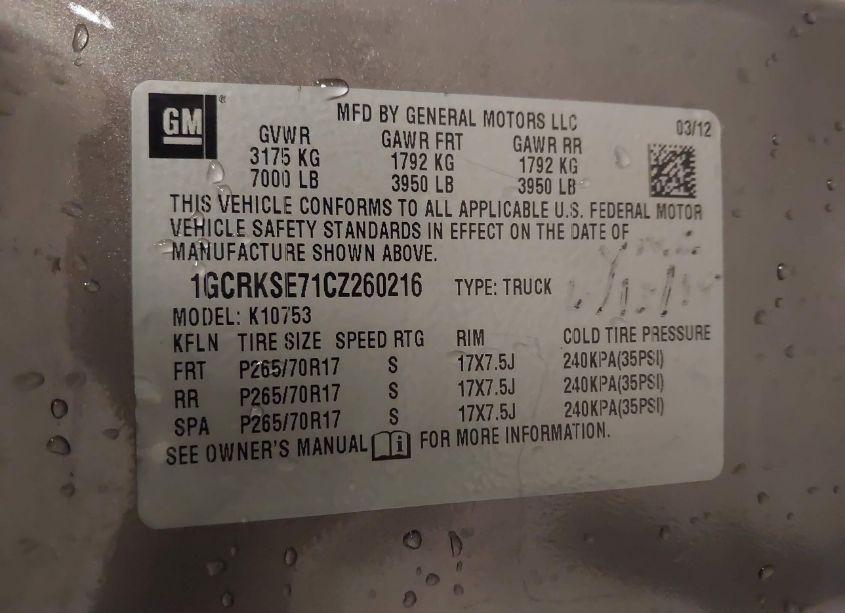 GM®
MFD BY GENERAL MOTORS LLC
03/12
GVWR GAWR FRT GAWR RR
3175 KG 1792 KG 1792 KG
7000 LB 3950 LB 3950 LB
THIS VEHICLE CONFORMS TO ALL APPLICABLE U.S. FEDERAL MOTOR
VEHICLE SAFETY STANDARDS IN EFFECT ON THE DATE OF
MANUFACTURE SHOWN ABOVE.
1GCRKSE71CZ260216 TYPE: TRUCK
MODEL: K10753
KFLN TIRE SIZE SPEED RTG RIM COLD TIRE PRESSURE
FRT P265/70R17 S 17X7.5J 240KPA(35PSI)
RR P265/70R17 S 17X7.5J 240KPA(35PSI)
SPA P265/70R17 S 17X7.5J 240KPA(35PSI)
SEE OWNER'S MANUAL i FOR MORE INFORMATION.